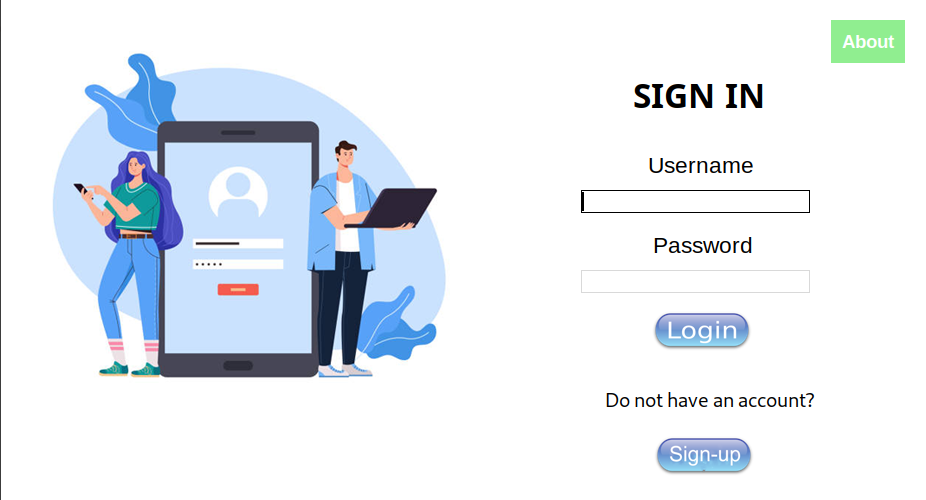 About
SIGN IN
Username
Password
Login
Do not have an account?
Sign-up